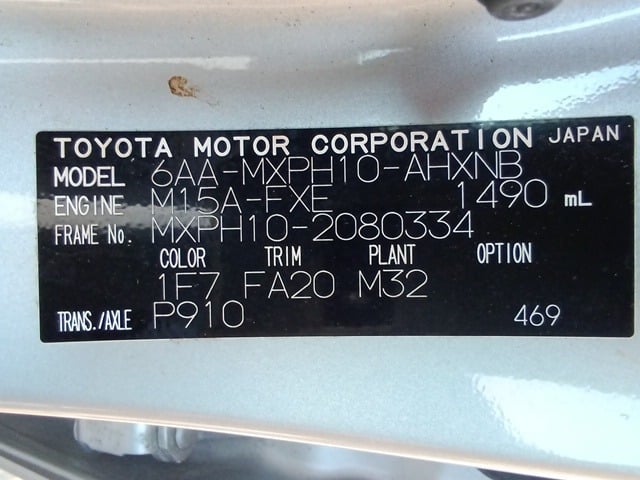 TOYOTA MOTOR CORPORATION JAPAN
MODEL 6AA-MXPH10-AHXNB
ENGINE M15A-FXE 1490 mL
FRAME No. MXPH10-2080334
COLOR TRIM PLANT OPTION
1F7 FA20 M32
TRANS./AXLE P910 469